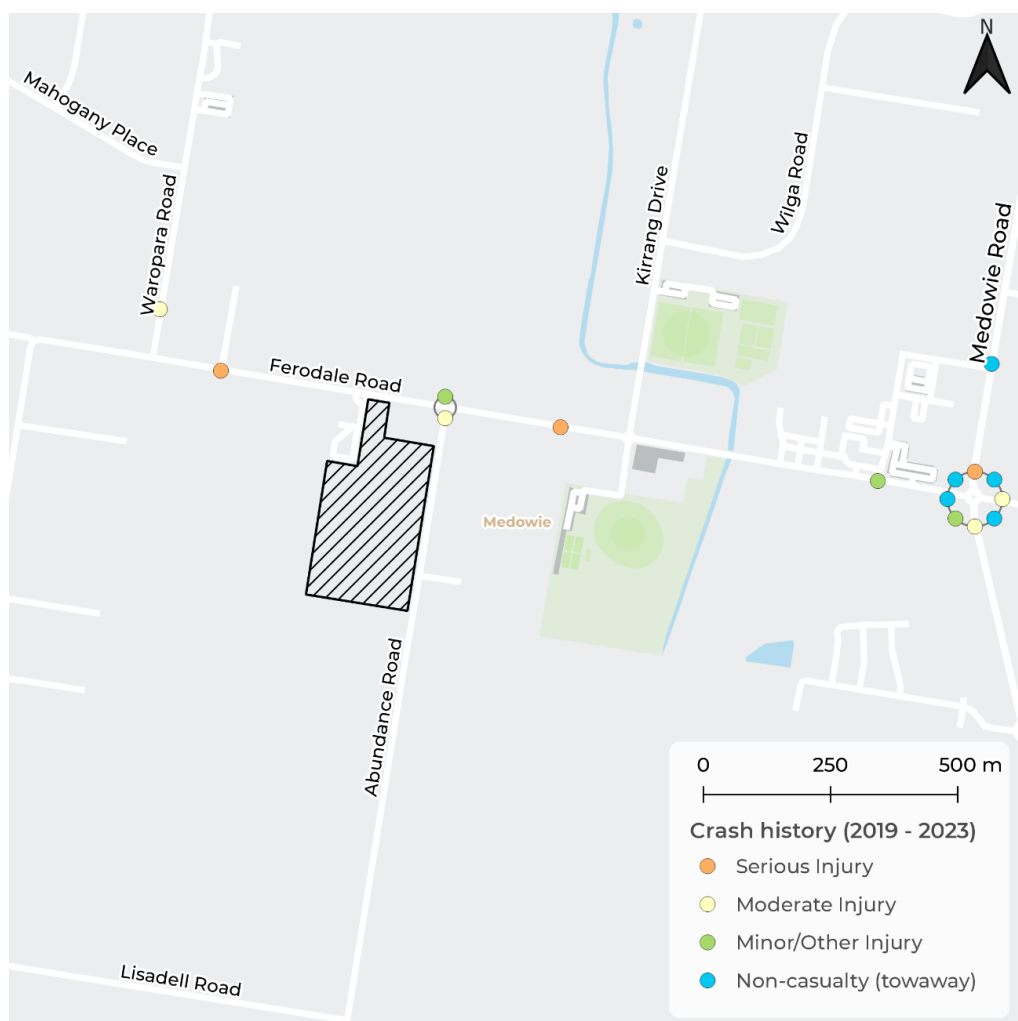 N
Mahogany Place
Waropara Road
Kirrang Drive
Wilga Road
Medowie Road
Ferodale Road
Medowie
Abundance Road
Lisadell Road
0 250 500 m
Crash history (2019 - 2023)
Serious Injury
Moderate Injury
Minor/Other Injury
Non-casualty (towaway)